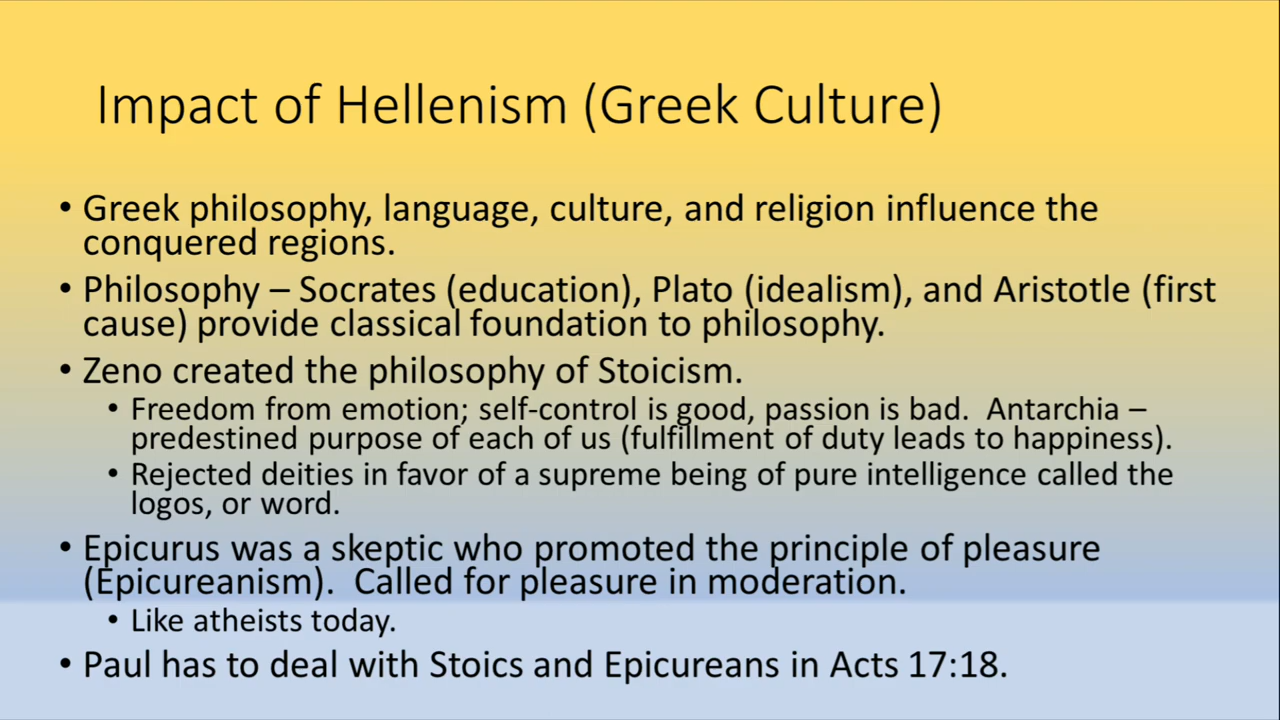 Impact of Hellenism (Greek Culture)
• Greek philosophy, language, culture, and religion influence the
conquered regions.
• Philosophy – Socrates (education), Plato (idealism), and Aristotle (first
cause) provide classical foundation to philosophy.
• Zeno created the philosophy of Stoicism.
• Freedom from emotion; self-control is good, passion is bad.  Antarchia –
predestined purpose of each of us (fulfillment of duty leads to happiness).
• Rejected deities in favor of a supreme being of pure intelligence called the
logos, or word.
• Epicurus was a skeptic who promoted the principle of pleasure
(Epicureanism).  Called for pleasure in moderation.
• Like atheists today.
• Paul has to deal with Stoics and Epicureans in Acts 17:18.